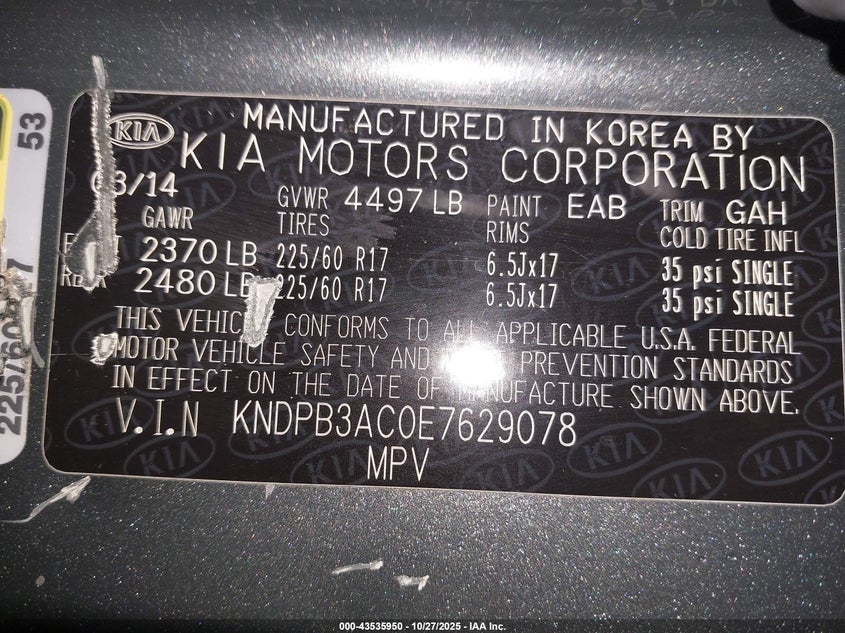 53
KIA
MANUFACTURED IN KOREA BY
KIA MOTORS CORPORATION
03/14
GVWR 4497 LB PAINT EAB TRIM GAH
GAWR TIRES RIMS COLD TIRE INFL
2370 LB 225/60 R17 6.5Jx17 35 psi SINGLE
2480 LB 225/60 R17 6.5Jx17 35 psi SINGLE
THIS VEHIC CONFORMS TO ALL APPLICABLE U.S.A. FEDERAL
MOTOR VEHICLE SAFETY AND PREVENTION STANDARDS
IN EFFECT ON THE DATE OF MANUFACTURE SHOWN ABOVE.
V.I.N KNDPB3AC0E7629078
MPV
000-43535950 - 10/27/2025 - IAA Inc.